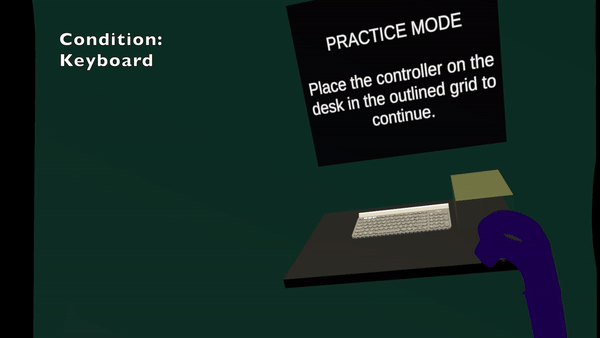 Condition:
Keyboard
PRACTICE MODE
Place the controller on the
desk in the outlined grid to
continue.